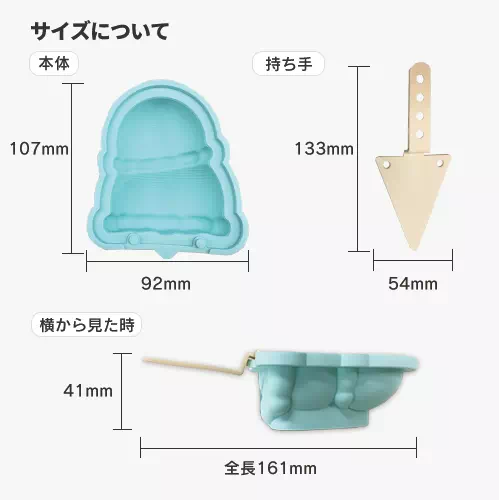 サイズについて
本体
持ち手
107mm
133mm
92mm
54mm
横から見た時
41mm
全長161mm